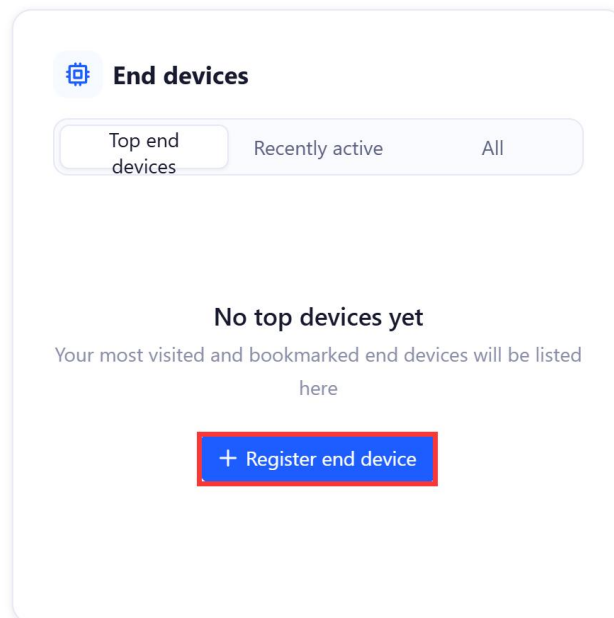 End devices
Top end
devices
Recently active
All
No top devices yet
Your most visited and bookmarked end devices will be listed
here
+ Register end device